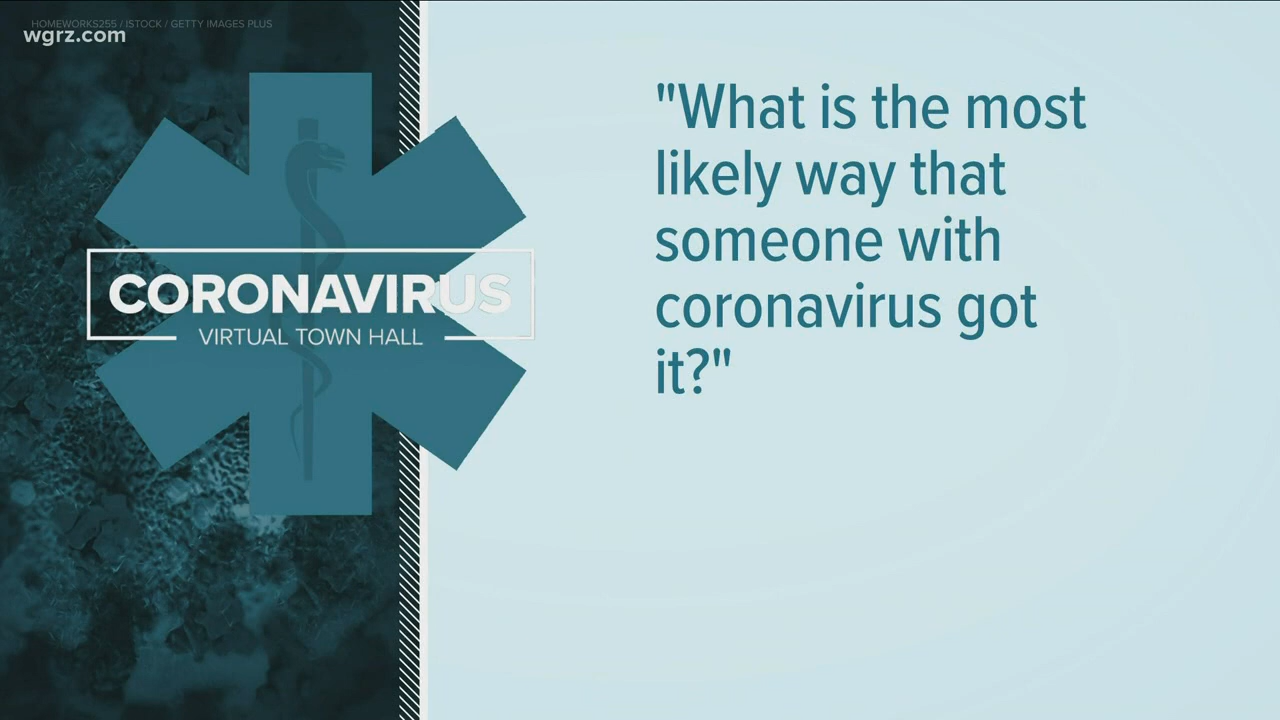 HOMEWORKS255 / ISTOCK / GETTY IMAGES PLUS
wgrz.com
CORONAVIRUS
VIRTUAL TOWN HALL
"What is the most
likely way that
someone with
coronavirus got
it?"